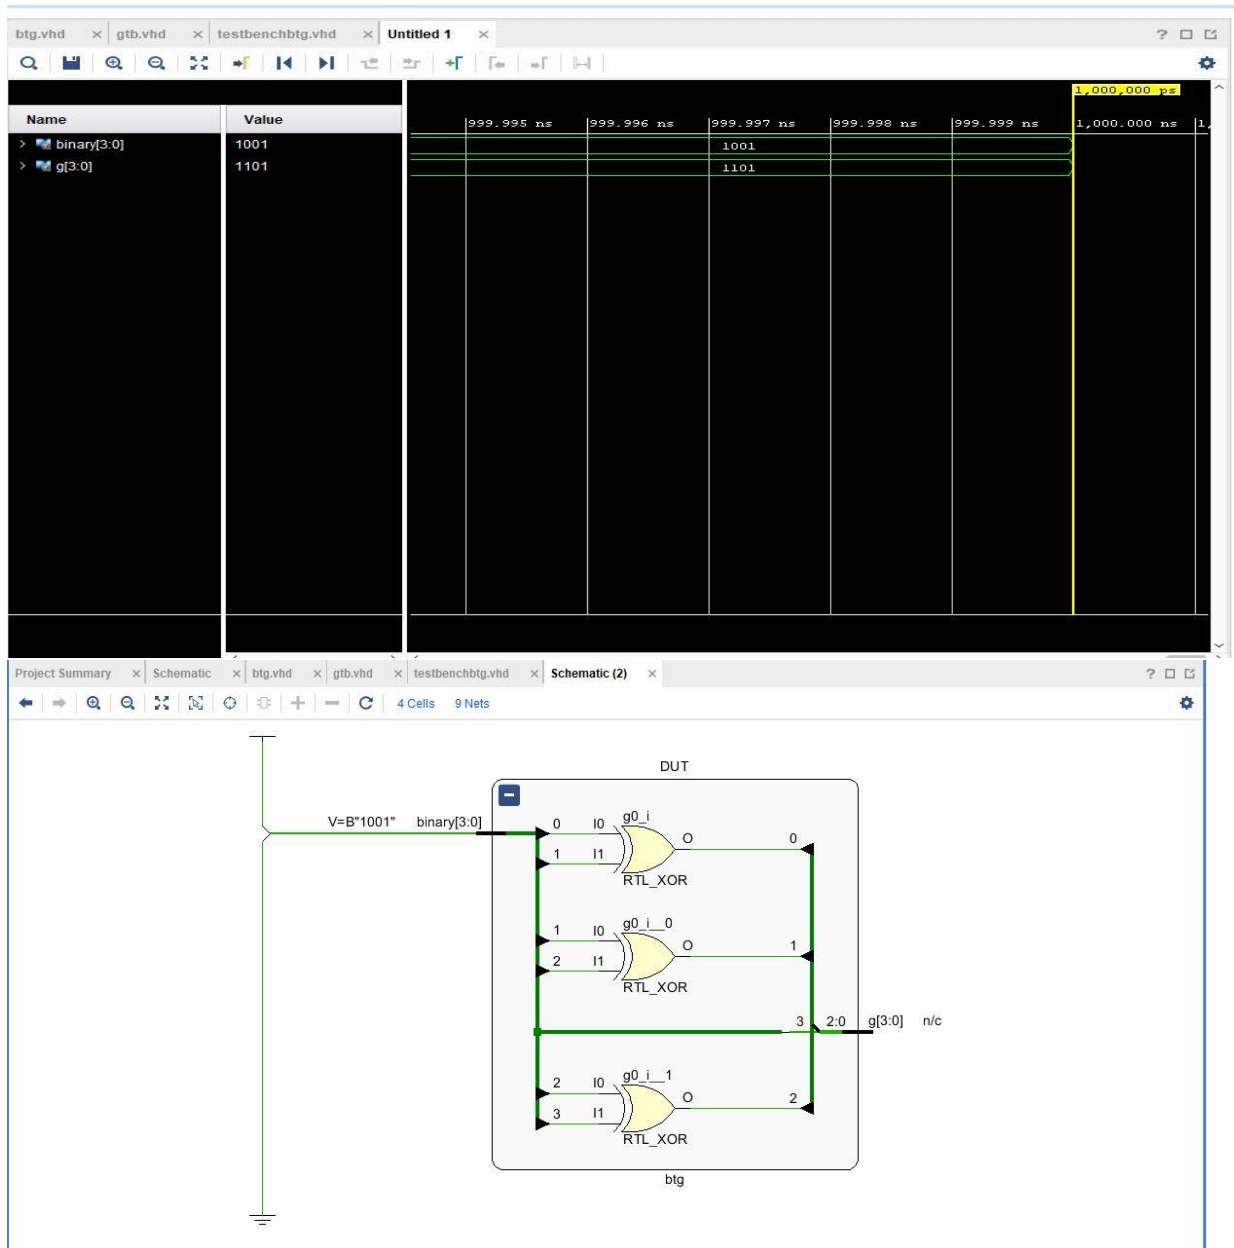 btg.vhd × gtb.vhd × testbenchbtg.vhd × Untitled 1 × ?
1,000,000 ps
Name Value 999.995 ns 999.996 ns 999.997 ns 999.998 ns 999.999 ns 1,000.000 ns 1,
> binary[3:0] 1001 1001
> g[3:0] 1101 1101
Project Summary × Schematic × btg.vhd × gtb.vhd × testbenchbtg.vhd × Schematic (2) × ?
4 Cells 9 Nets
DUT
V=B"1001" binary[3:0] 0 I0 g0_i O 0
1 I1
RTL_XOR
1 I0 g0_i__0 O 1
2 I1
RTL_XOR
3 2:0 g[3:0] n/c
2 I0 g0_i__1 O 2
3 I1
RTL_XOR
btg